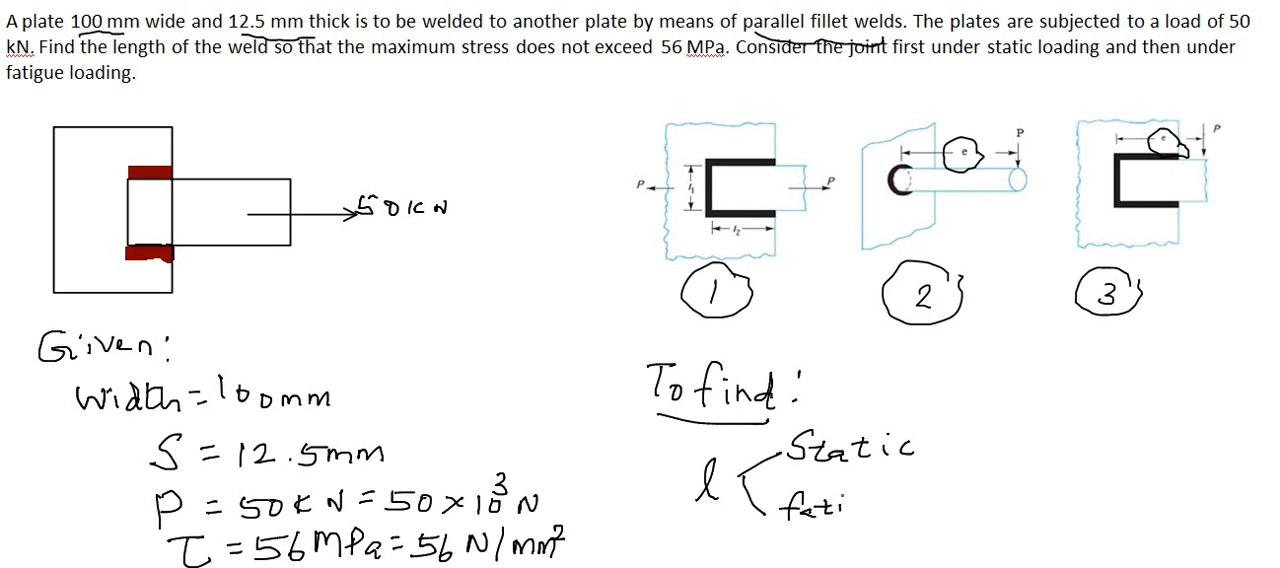 A plate 100 mm wide and 12.5 mm thick is to be welded to another plate by means of parallel fillet welds. The plates are subjected to a load of 50
kN. Find the length of the weld so that the maximum stress does not exceed 56 MPa. Consider the joint first under static loading and then under
fatigue loading.
50KN
P l₁ P
l₂
P
e
P
e
1
2
3
Given:
Width=100mm
S = 12.5mm
P = 50KN = 50×10³ N
τ = 56MPa = 56 N/mm²
To find:
l Static
fati